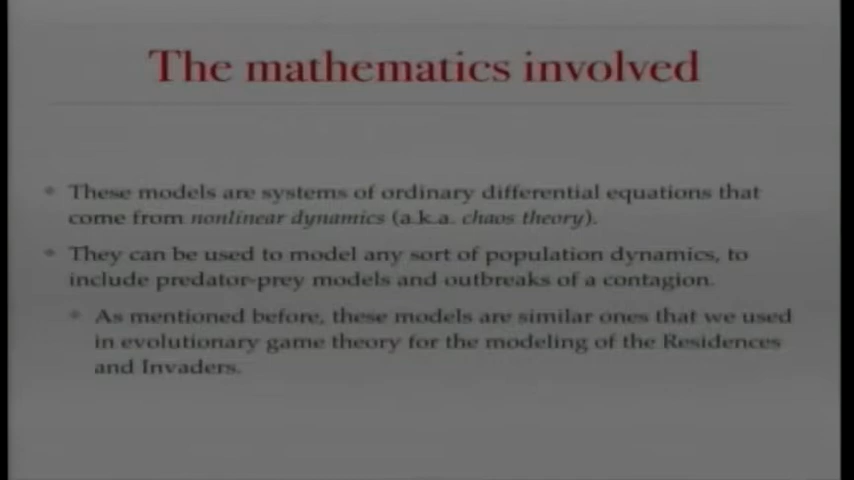 The mathematics involved
These models are systems of ordinary differential equations that
come from nonlinear dynamics (a.k.a. chaos theory).
They can be used to model any sort of population dynamics, to
include predator-prey models and outbreaks of a contagion.
As mentioned before, these models are similar ones that we used
in evolutionary game theory for the modeling of the Residences
and Invaders.